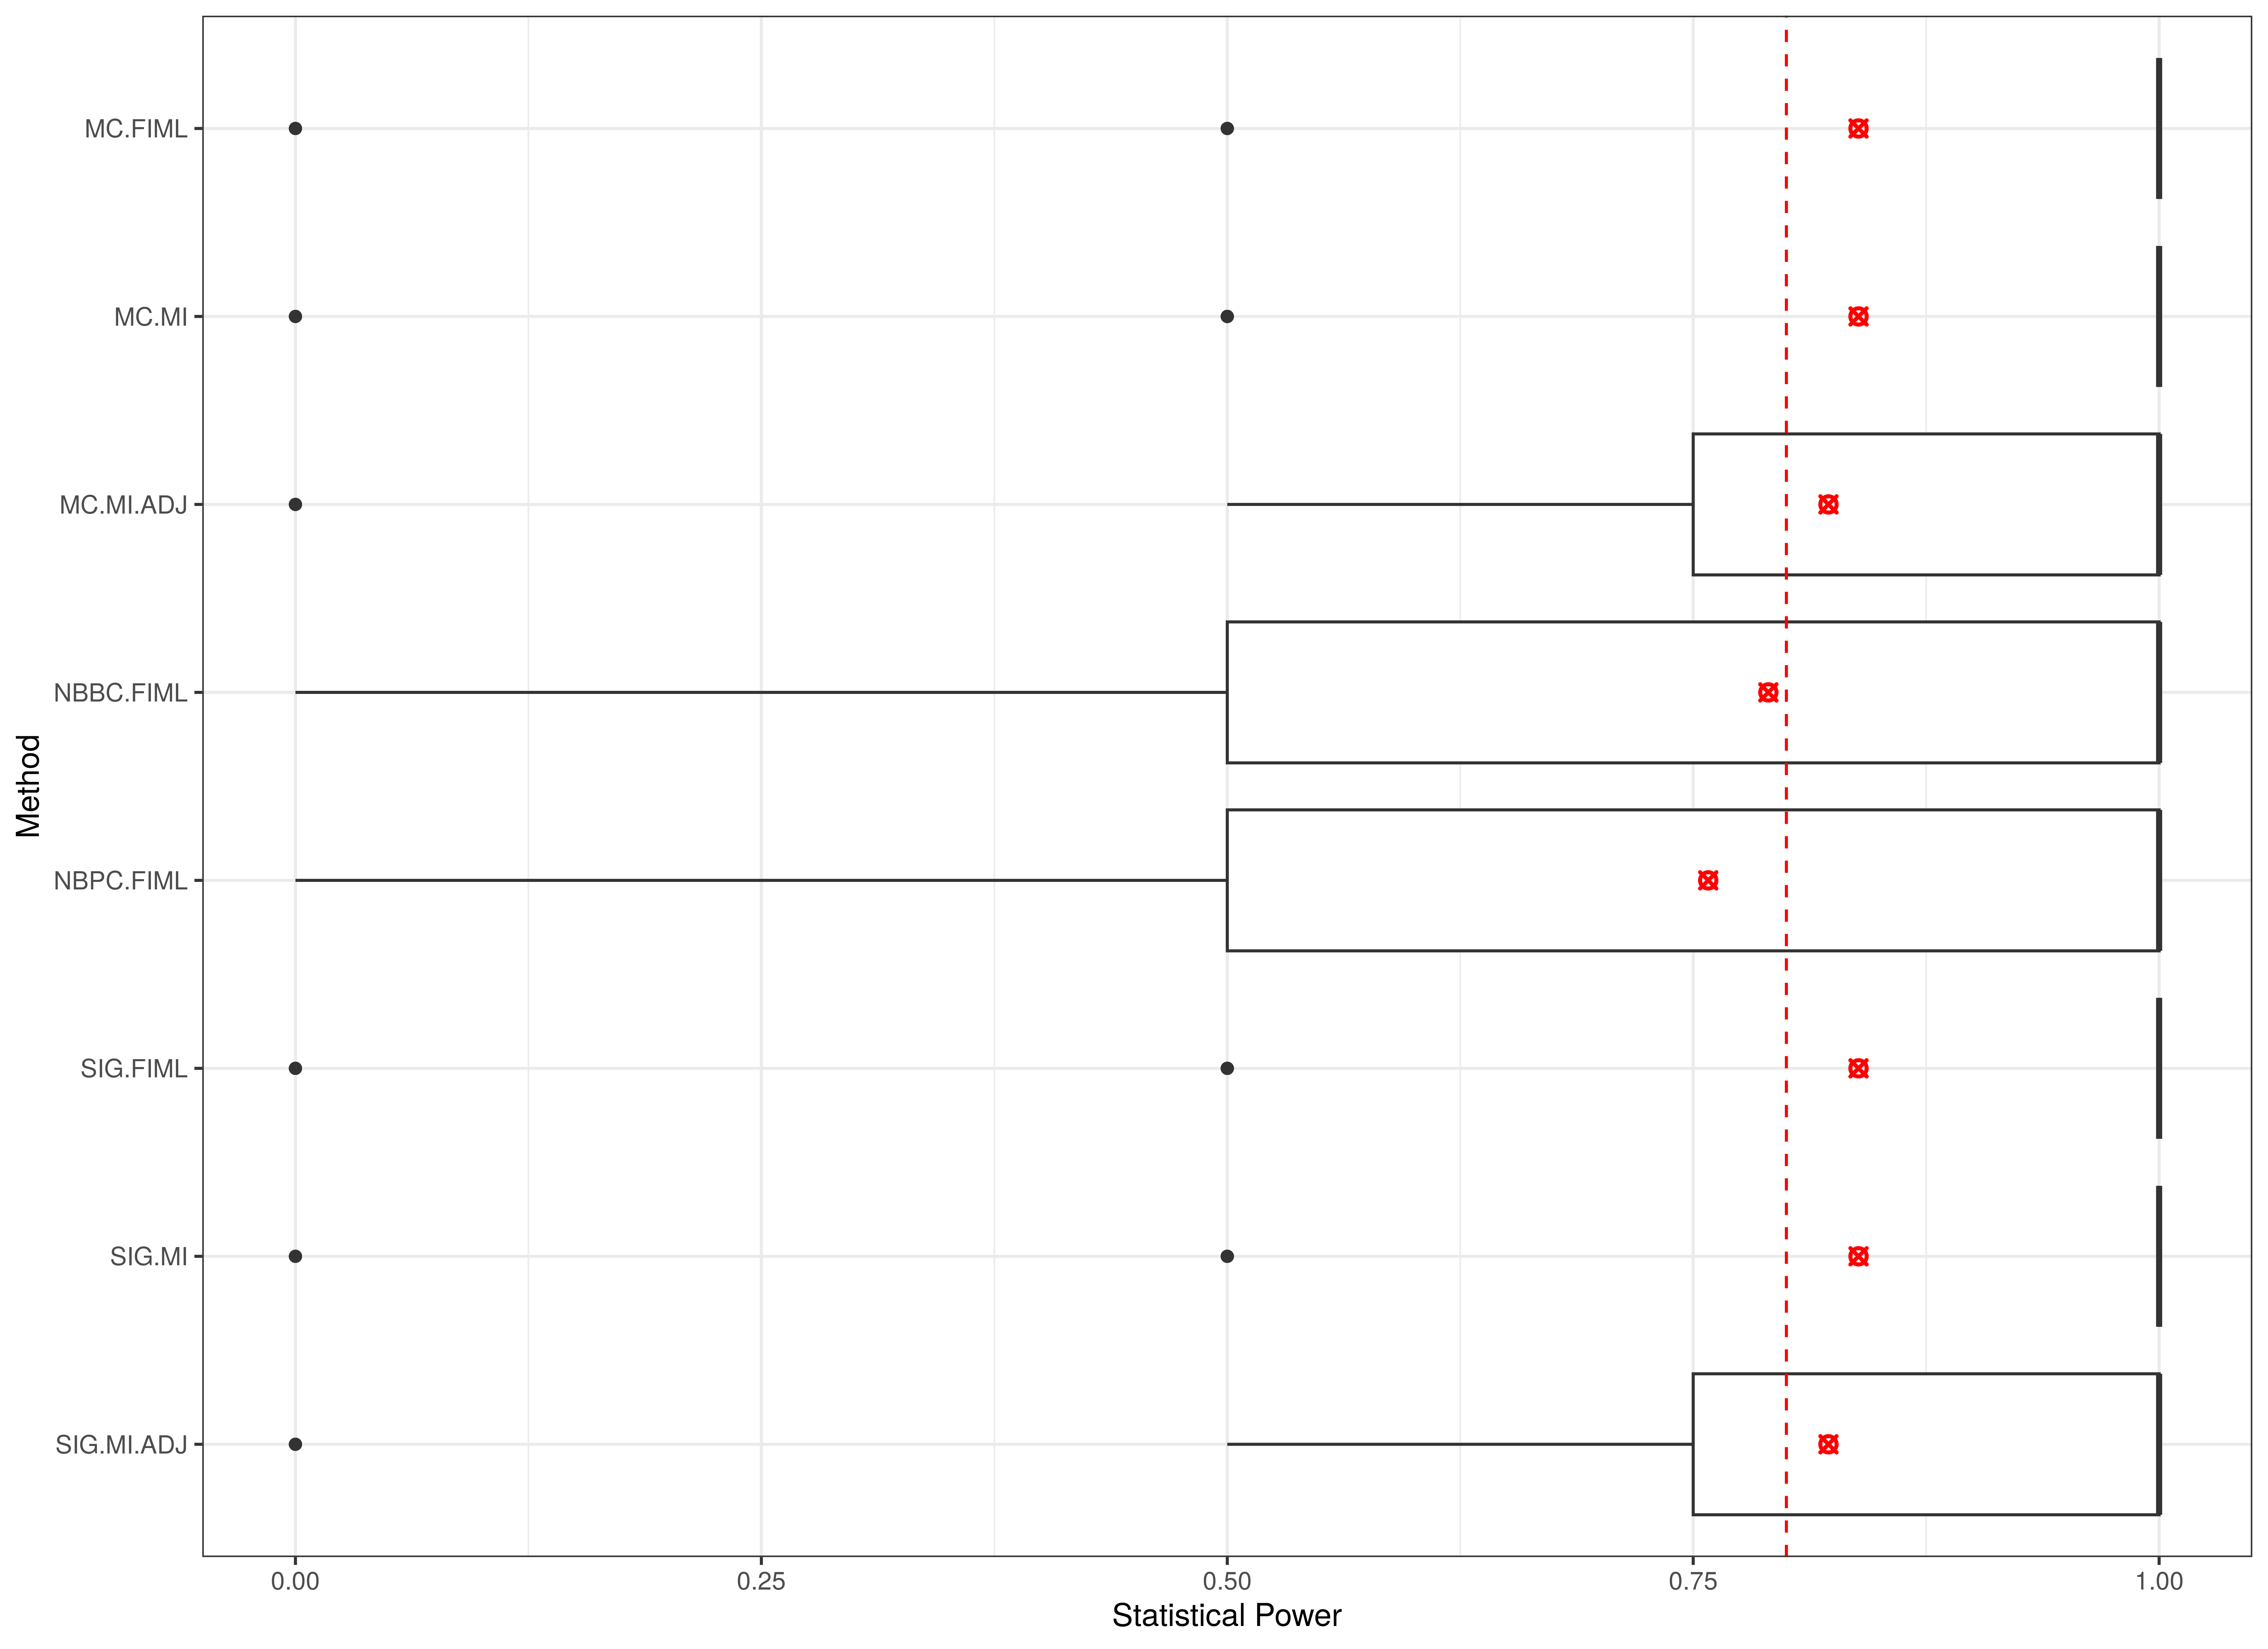 MC.FIML
MC.MI
MC.MI.ADJ
NBBC.FIML
NBPC.FIML
SIG.FIML
SIG.MI
SIG.MI.ADJ
Method
0.00 0.25 0.50 0.75 1.00
Statistical Power